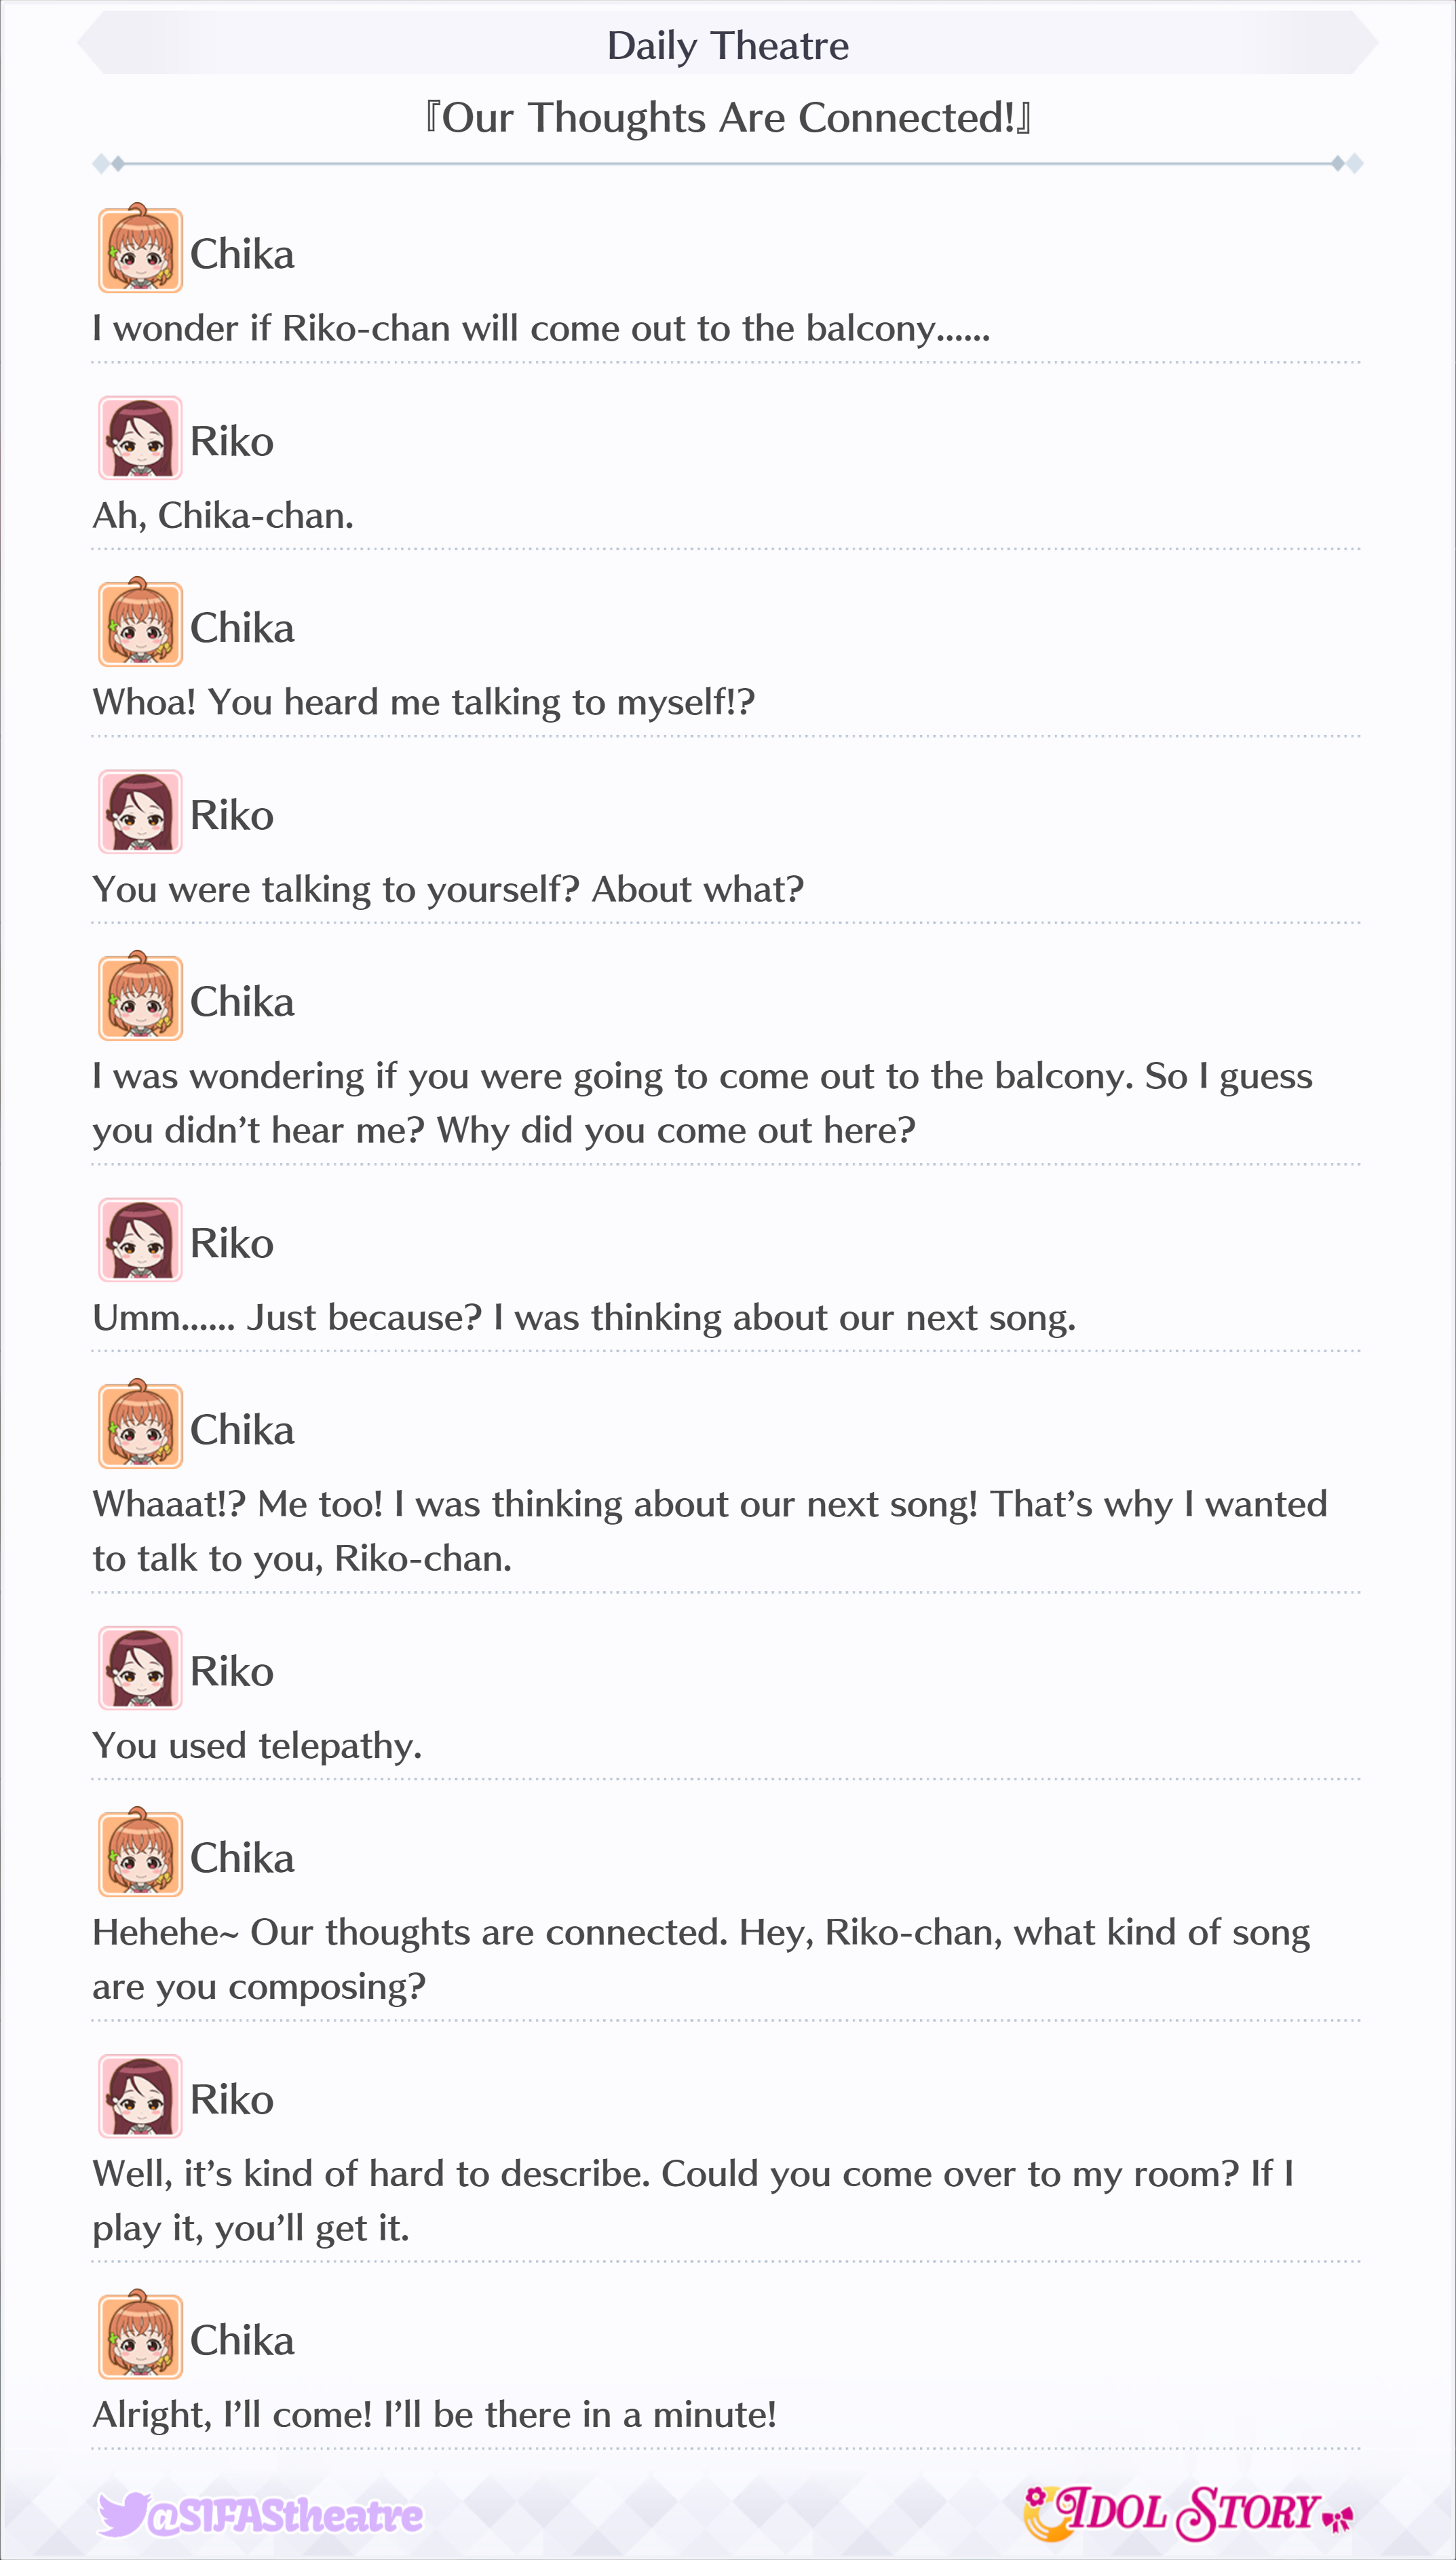 Daily Theatre
『Our Thoughts Are Connected!』
Chika
I wonder if Riko-chan will come out to the balcony......
Riko
Ah, Chika-chan.
Chika
Whoa! You heard me talking to myself!?
Riko
You were talking to yourself? About what?
Chika
I was wondering if you were going to come out to the balcony. So I guess
you didn’t hear me? Why did you come out here?
Riko
Umm...... Just because? I was thinking about our next song.
Chika
Whaaat!? Me too! I was thinking about our next song! That’s why I wanted
to talk to you, Riko-chan.
Riko
You used telepathy.
Chika
Hehehe~ Our thoughts are connected. Hey, Riko-chan, what kind of song
are you composing?
Riko
Well, it’s kind of hard to describe. Could you come over to my room? If I
play it, you’ll get it.
Chika
Alright, I’ll come! I’ll be there in a minute!
@SIFAStheatre
IDOL STORY